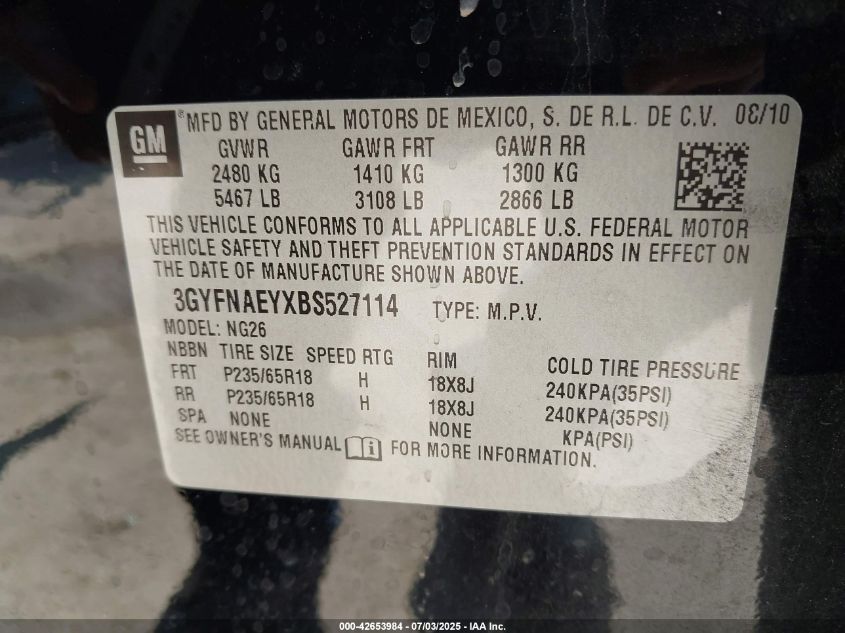 GM ® MFD BY GENERAL MOTORS DE MEXICO, S. DE R.L. DE C.V. 08/10
GVWR GAWR FRT GAWR RR
2480 KG 1410 KG 1300 KG
5467 LB 3108 LB 2866 LB
THIS VEHICLE CONFORMS TO ALL APPLICABLE U.S. FEDERAL MOTOR
VEHICLE SAFETY AND THEFT PREVENTION STANDARDS IN EFFECT ON
THE DATE OF MANUFACTURE SHOWN ABOVE.
3GYFNAEYXBS527114 TYPE: M.P.V.
MODEL: NG26
NBBN TIRE SIZE SPEED RTG RIM COLD TIRE PRESSURE
FRT P235/65R18 H 18X8J 240KPA(35PSI)
RR P235/65R18 H 18X8J 240KPA(35PSI)
SPA NONE NONE KPA(PSI)
SEE OWNER'S MANUAL FOR MORE INFORMATION.
000-42653984 | 07/03/2025 - IAA Inc.